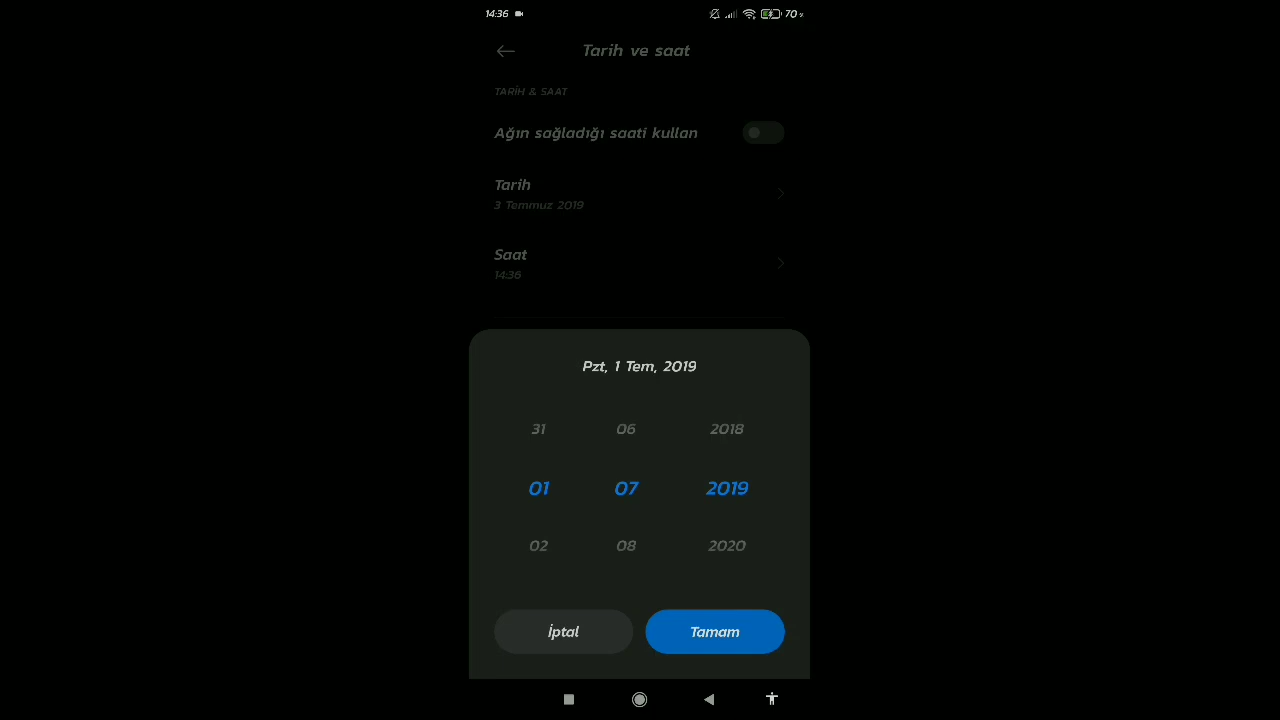 14:36
70
Tarih ve saat
TARİH & SAAT
Ağın sağladığı saati kullan
Tarih
3 Temmuz 2019
Saat
14:36
Pzt, 1 Tem, 2019
31 06 2018
01 07 2019
02 08 2020
İptal Tamam